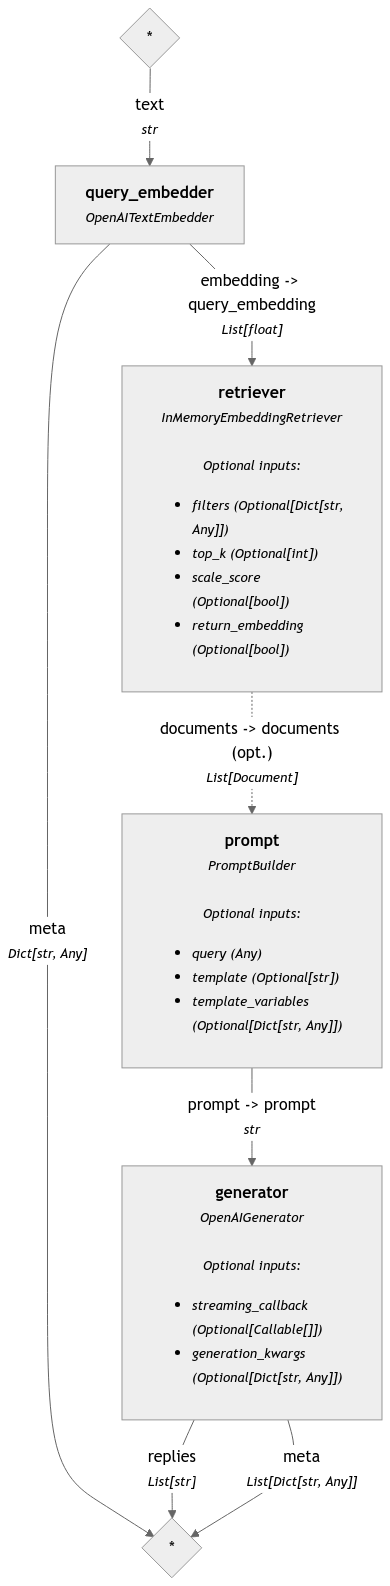 *
text
str
query_embedder
OpenAITextEmbedder
embedding ->
query_embedding
List[float]
retriever
InMemoryEmbeddingRetriever
Optional inputs:
• filters (Optional[Dict[str,
Any]])
• top_k (Optional[int])
• scale_score
(Optional[bool])
• return_embedding
(Optional[bool])
documents -> documents
(opt.)
List[Document]
prompt
PromptBuilder
Optional inputs:
• query (Any)
• template (Optional[str])
• template_variables
(Optional[Dict[str, Any]])
meta
Dict[str, Any]
prompt -> prompt
str
generator
OpenAIGenerator
Optional inputs:
• streaming_callback
(Optional[Callable[]])
• generation_kwargs
(Optional[Dict[str, Any]])
replies
List[str]
meta
List[Dict[str, Any]]
*